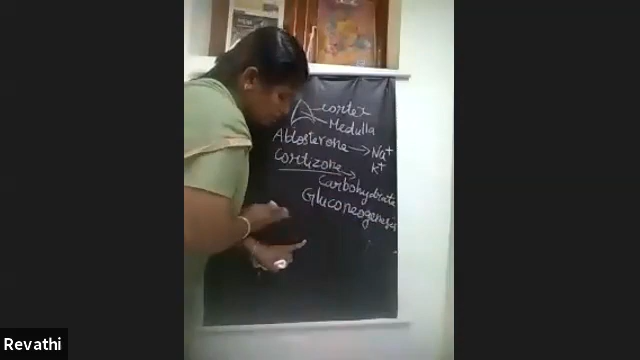 cortex
Medulla
Aldosterone → Na+
K+
Cortizone →
Carbohydrate
Gluconeogenesis
Revathi